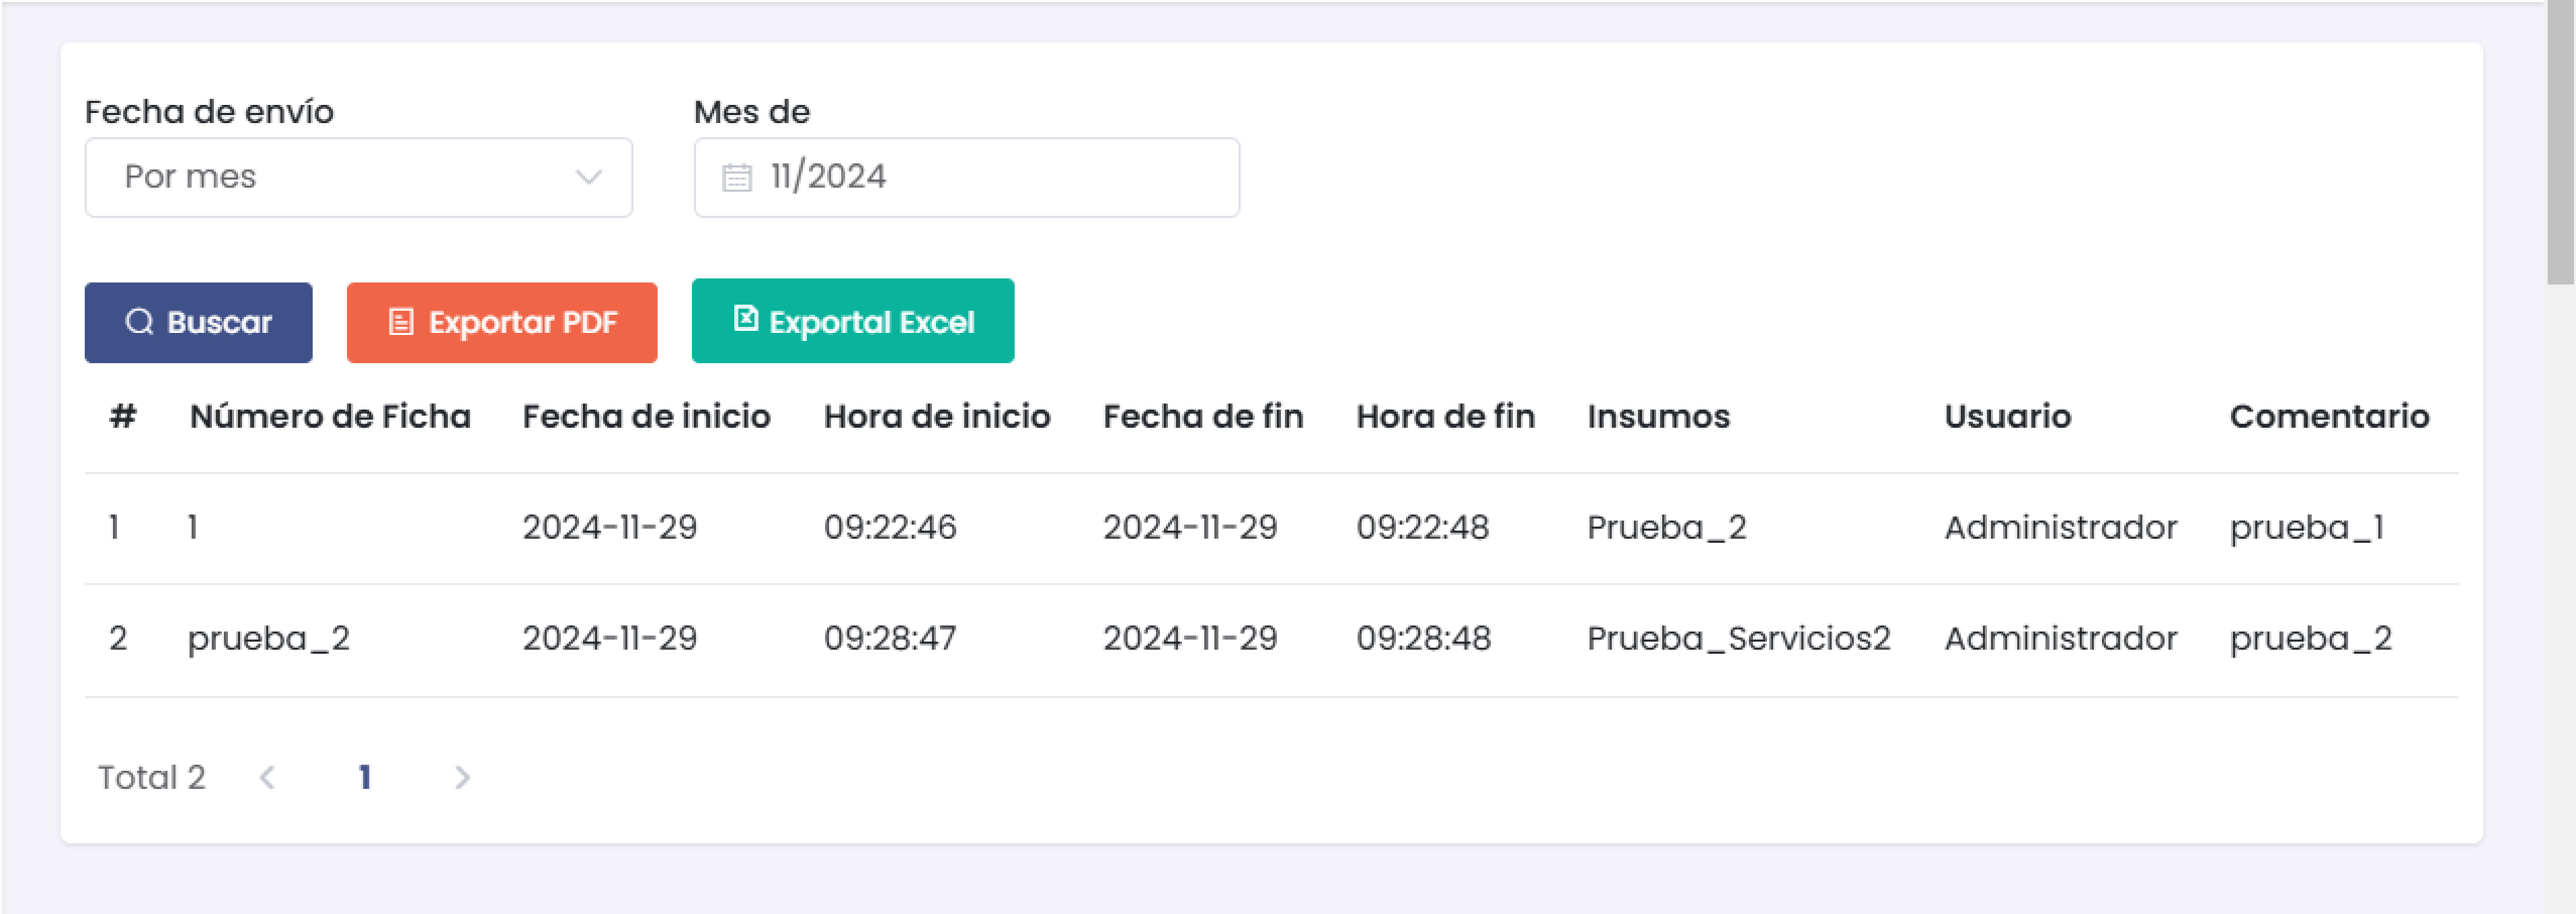 Fecha de envío Mes de
Por mes 11/2024
Buscar Exportar PDF Exportal Excel
# Número de Ficha Fecha de inicio Hora de inicio Fecha de fin Hora de fin Insumos Usuario Comentario
1 1 2024-11-29 09:22:46 2024-11-29 09:22:48 Prueba_2 Administrador prueba_1
2 prueba_2 2024-11-29 09:28:47 2024-11-29 09:28:48 Prueba_Servicios2 Administrador prueba_2
Total 2 < 1 >